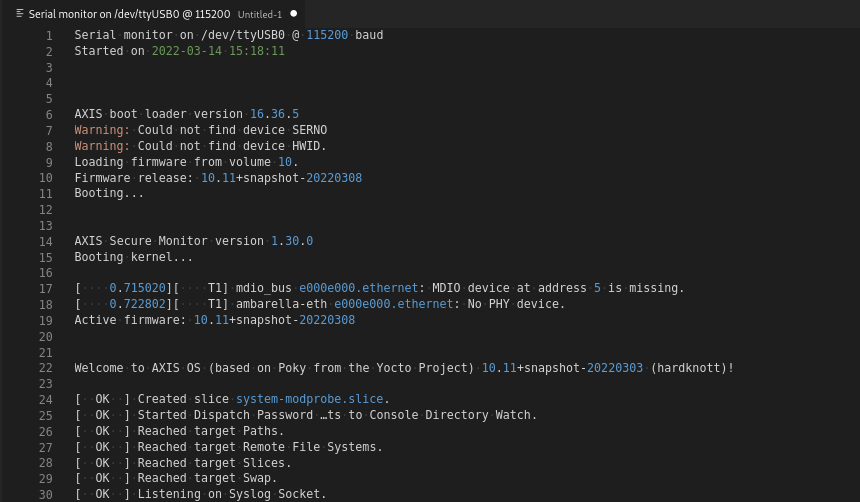 Serial monitor on /dev/ttyUSB0 @ 115200 Untitled-1 ●
1 Serial monitor on /dev/ttyUSB0 @ 115200 baud
2 Started on 2022-03-14 15:18:11
3
4
5
6 AXIS boot loader version 16.36.5
7 Warning: Could not find device SERNO
8 Warning: Could not find device HWID.
9 Loading firmware from volume 10.
10 Firmware release: 10.11+snapshot-20220308
11 Booting...
12
13
14 AXIS Secure Monitor version 1.30.0
15 Booting kernel...
16
17 [    0.715020][    T1] mdio_bus e000e000.ethernet: MDIO device at address 5 is missing.
18 [    0.722802][    T1] ambarella-eth e000e000.ethernet: No PHY device.
19 Active firmware: 10.11+snapshot-20220308
20
21
22 Welcome to AXIS OS (based on Poky from the Yocto Project) 10.11+snapshot-20220303 (hardknott)!
23
24 [  OK  ] Created slice system-modprobe.slice.
25 [  OK  ] Started Dispatch Password …ts to Console Directory Watch.
26 [  OK  ] Reached target Paths.
27 [  OK  ] Reached target Remote File Systems.
28 [  OK  ] Reached target Slices.
29 [  OK  ] Reached target Swap.
30 [  OK  ] Listening on Syslog Socket.